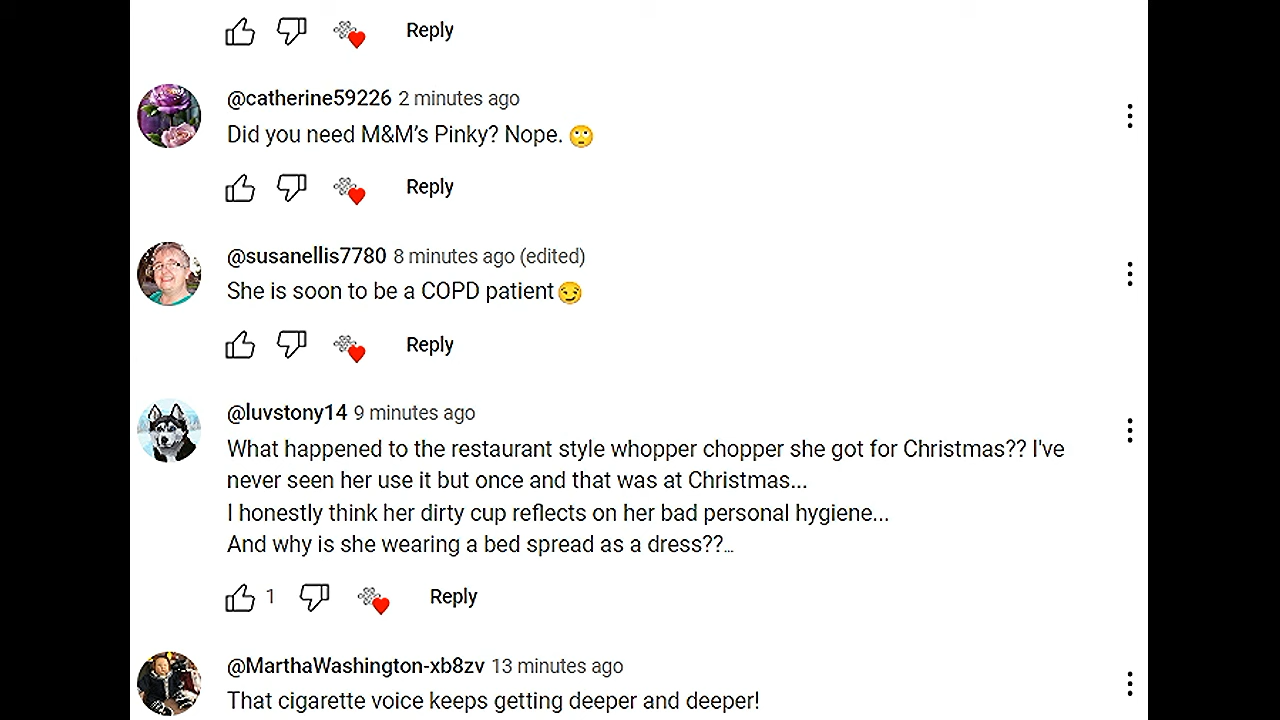 Reply
@catherine59226 2 minutes ago
Did you need M&M’s Pinky? Nope. 🙄
Reply
@susanellis7780 8 minutes ago (edited)
She is soon to be a COPD patient😏
Reply
@luvstony14 9 minutes ago
What happened to the restaurant style whopper chopper she got for Christmas?? I've
never seen her use it but once and that was at Christmas...
I honestly think her dirty cup reflects on her bad personal hygiene...
And why is she wearing a bed spread as a dress??...
1 Reply
@MarthaWashington-xb8zv 13 minutes ago
That cigarette voice keeps getting deeper and deeper!